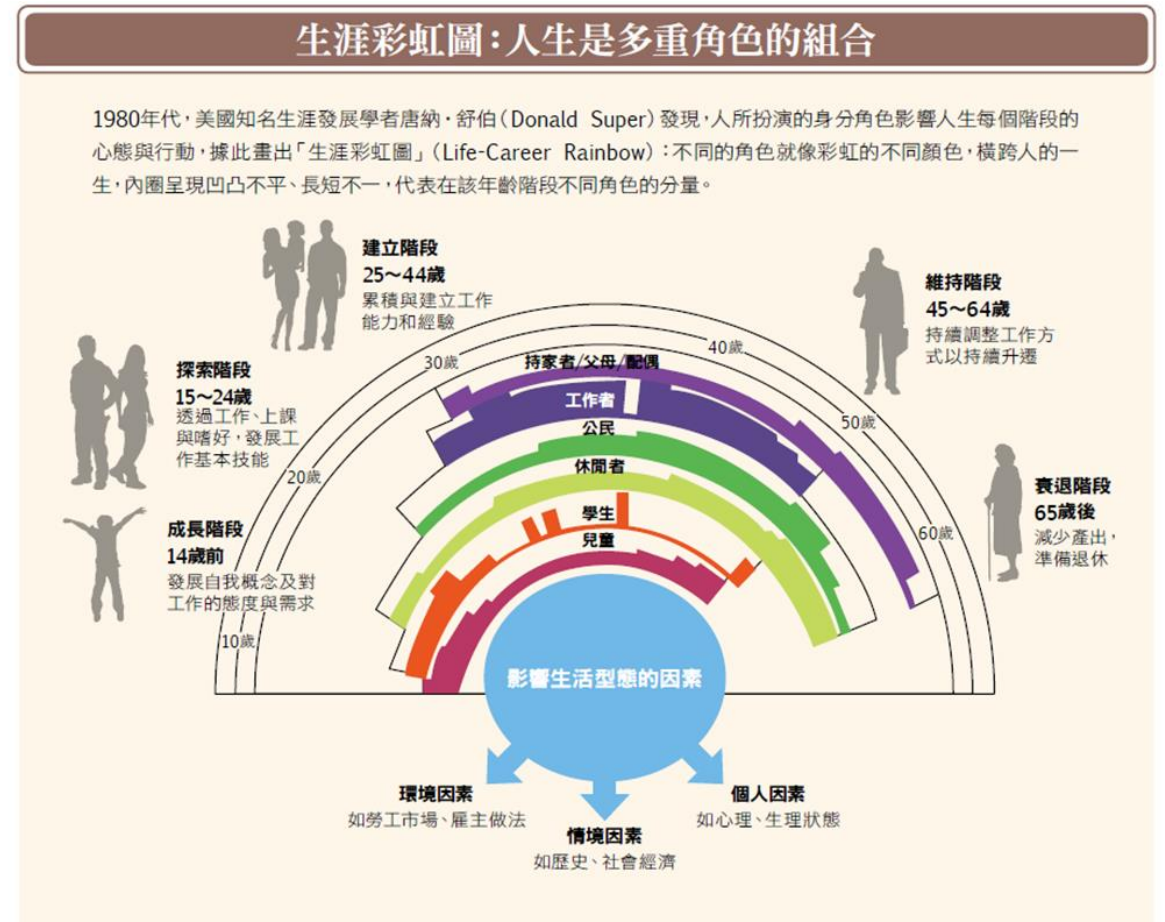 生涯彩虹圖：人生是多重角色的組合
1980年代，美國知名生涯發展學者唐納．舒伯（Donald Super）發現，人所扮演的身分角色影響人生每個階段的
心態與行動，據此畫出「生涯彩虹圖」（Life-Career Rainbow）：不同的角色就像彩虹的不同顏色，橫跨人的一
生，內圈呈現凹凸不平、長短不一，代表在該年齡階段不同角色的分量。
建立階段
25～44歲
累積與建立工作
能力和經驗
維持階段
45～64歲
持續調整工作方
式以持續升遷
探索階段
15～24歲
透過工作、上課
與嗜好，發展工
作基本技能
成長階段
14歲前
發展自我概念及對
工作的態度與需求
衰退階段
65歲後
減少產出，
準備退休
10歲
20歲
30歲
40歲
50歲
60歲
持家者/父母/配偶
工作者
公民
休閒者
學生
兒童
影響生活型態的因素
環境因素
如勞工市場、雇主做法
情境因素
如歷史、社會經濟
個人因素
如心理、生理狀態